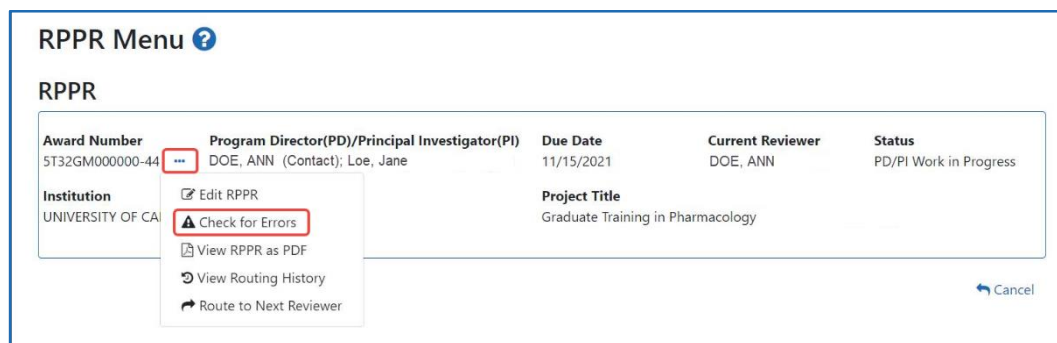 RPPR Menu ?
RPPR
Award Number Program Director(PD)/Principal Investigator(PI) Due Date Current Reviewer Status
5T32GM000000-44 ... DOE, ANN (Contact); Loe, Jane 11/15/2021 DOE, ANN PD/PI Work in Progress
Institution Project Title
UNIVERSITY OF CA Graduate Training in Pharmacology
Edit RPPR
Check for Errors
View RPPR as PDF
View Routing History
Route to Next Reviewer
Cancel